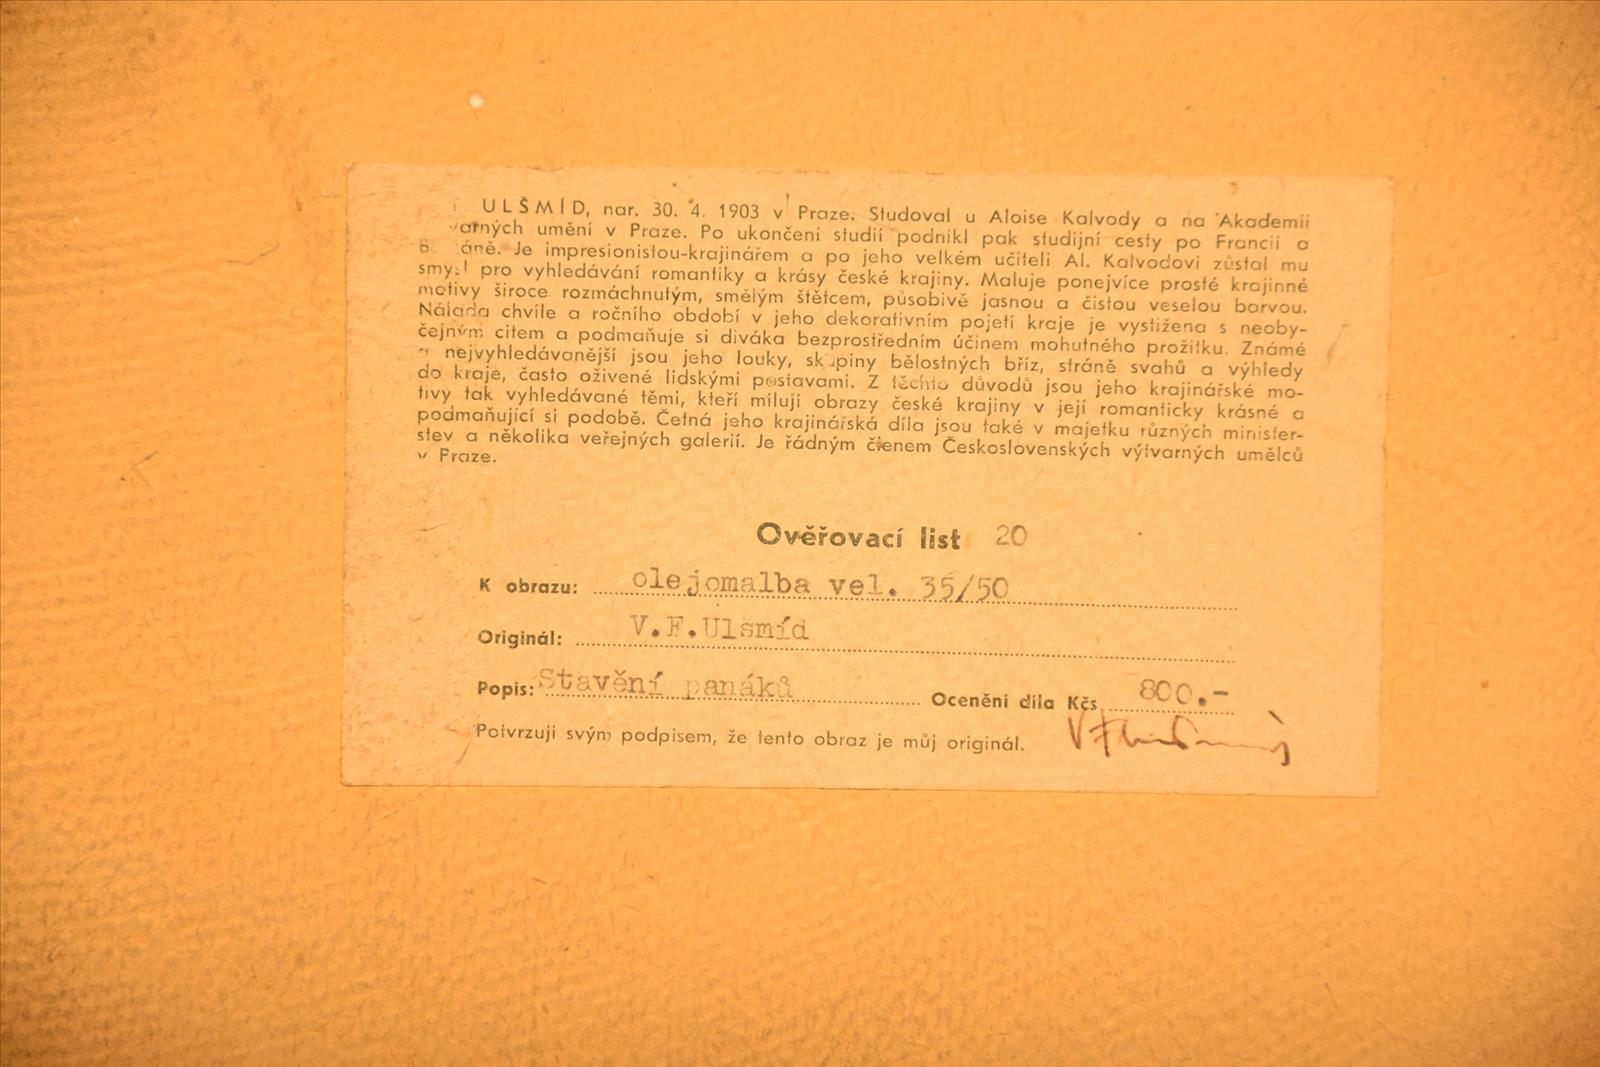 ULŠMÍD, nar. 30. 4. 1903 v Praze. Studoval u Aloise Kalvody a na Akademii
umění v Praze. Po ukončení studií podnikl pak studijní cesty po Francii a
Je impresionistou-krajinářem a po jeho velkém učiteli Al. Kalvodovi zůstal mu
smysl pro vyhledávání romantiky a krásy české krajiny. Maluje ponejvíce prosté krajinné
motivy široce rozmáchnutým, smělým štětcem, působivě jasnou a čistou veselou barvou.
Nálada chvíle a ročního období v jeho dekorativním pojetí kraje je vystižena s neoby-
čejným citem a podmaňuje si diváka bezprostředním účinem mohutného prožitku. Známé
nejvyhledávanější jsou jeho louky, skupiny bělostných bříz, stráně svahů a výhledy
do kraje, často oživené lidskými postavami. Z těchto důvodů jsou jeho krajinářské mo-
tivy tak vyhledávané těmi, kteří milují obrazy české krajiny v její romanticky krásné a
podmaňující si podobě. Četná jeho krajinářská díla jsou také v majetku různých minister-
stev a několika veřejných galerií. Je řádným členem Československých výtvarných umělců
v Praze.
Ověřovací list 20
K obrazu: olejomalba vel. 35/50
Originál: V.F.Ulšmíd
Popis: Stavění panáků Ocenění díla Kčs 800.-
Potvrzuji svým podpisem, že tento obraz je můj originál.